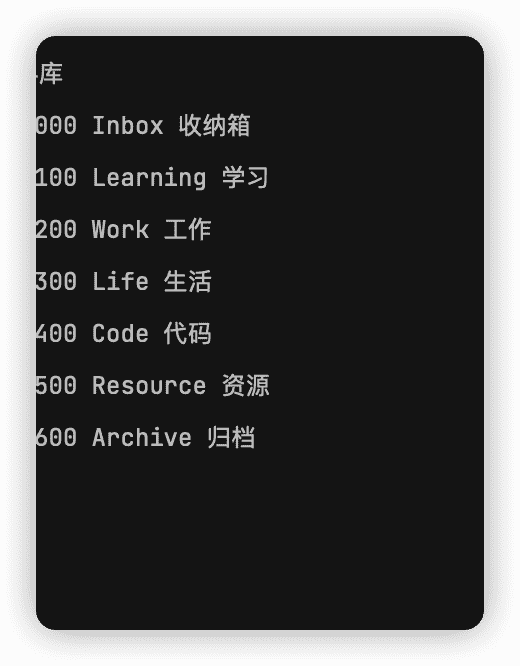 库
000 Inbox 收纳箱
100 Learning 学习
200 Work 工作
300 Life 生活
400 Code 代码
500 Resource 资源
600 Archive 归档